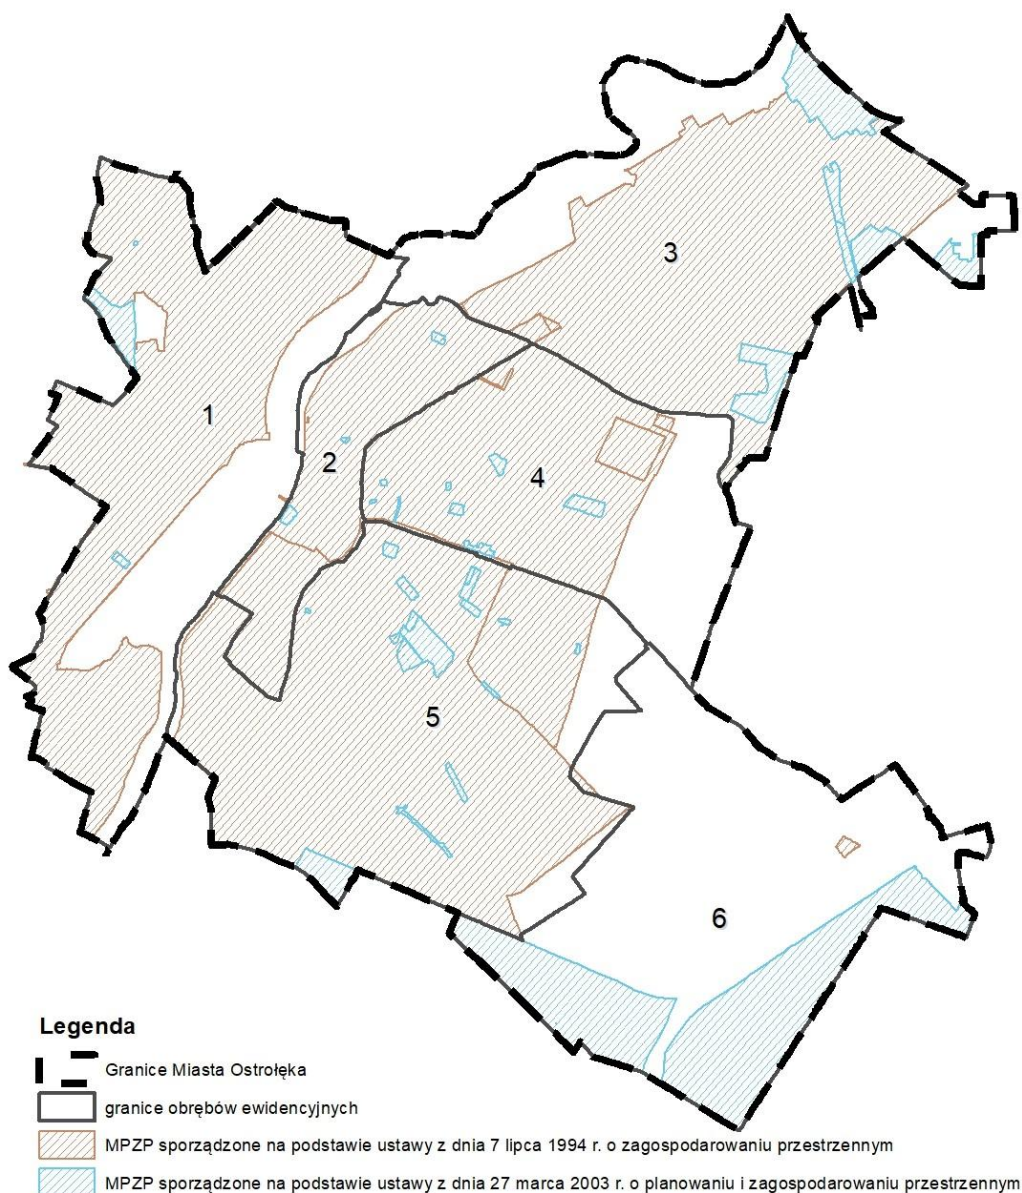 3
1
2
4
5
6
Legenda
Granice Miasta Ostrołęka
granice obrębów ewidencyjnych
MPZP sporządzone na podstawie ustawy z dnia 7 lipca 1994 r. o zagospodarowaniu przestrzennym
MPZP sporządzone na podstawie ustawy z dnia 27 marca 2003 r. o planowaniu i zagospodarowaniu przestrzennym